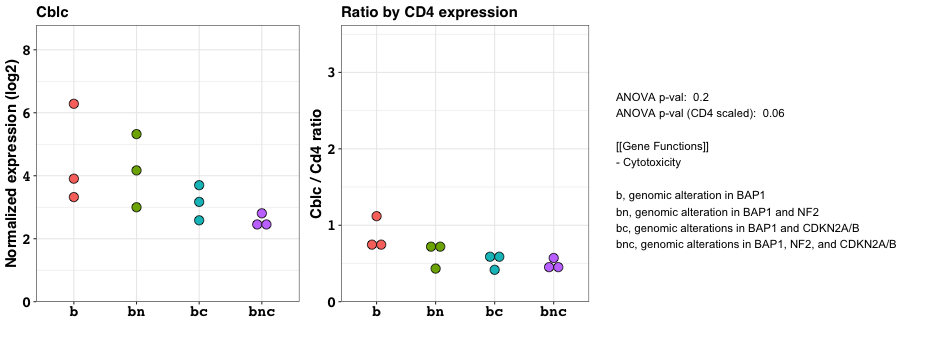 Cblc
Normalized expression (log2)
8
6
4
2
0
b bn bc bnc
Ratio by CD4 expression
Cblc / Cd4 ratio
3
2
1
0
b bn bc bnc
ANOVA p-val: 0.2
ANOVA p-val (CD4 scaled): 0.06
[[Gene Functions]]
- Cytotoxicity
b, genomic alteration in BAP1
bn, genomic alteration in BAP1 and NF2
bc, genomic alterations in BAP1 and CDKN2A/B
bnc, genomic alterations in BAP1, NF2, and CDKN2A/B